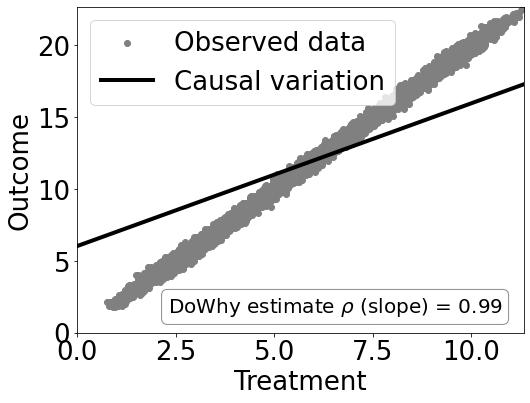 Observed data
Causal variation
20
15
10
5
0
Outcome
DoWhy estimate ρ (slope) = 0.99
0.0 2.5 5.0 7.5 10.0
Treatment